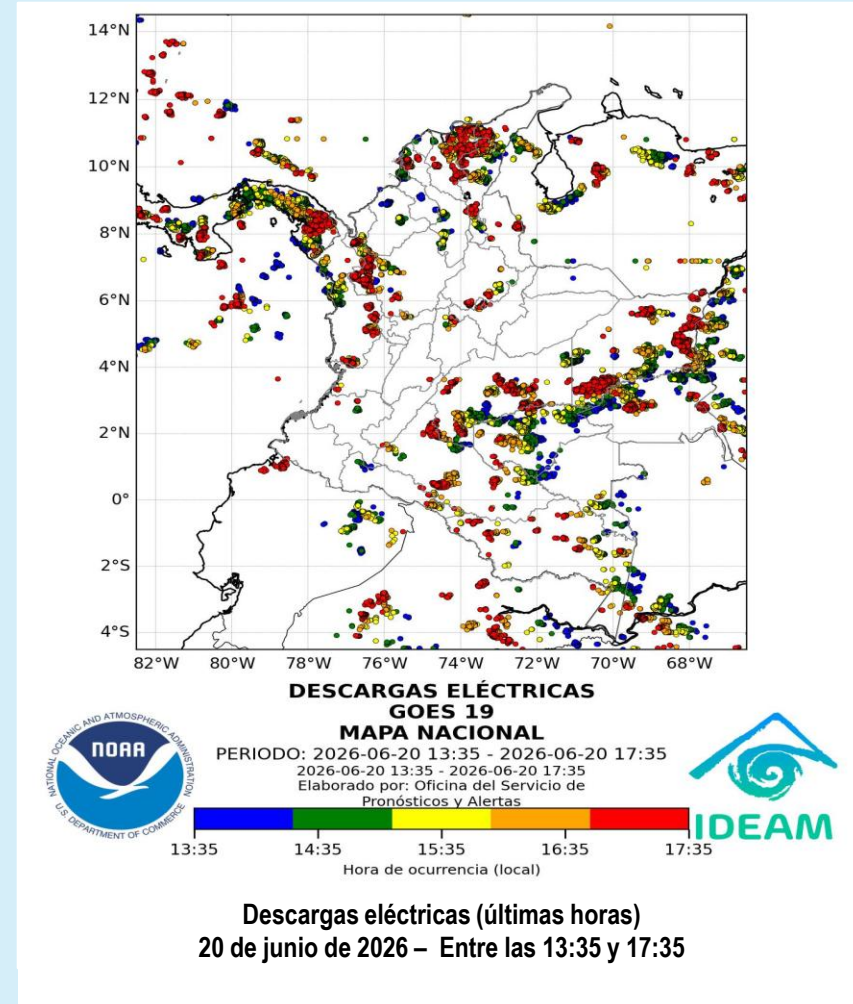 14°N
12°N
10°N
8°N
6°N
4°N
2°N
0°
2°S
4°S
82°W 80°W 78°W 76°W 74°W 72°W 70°W 68°W
DESCARGAS ELÉCTRICAS
GOES 19
MAPA NACIONAL
PERIODO: 2026-06-20 13:35 - 2026-06-20 17:35
2026-06-20 13:35 - 2026-06-20 17:35
Elaborado por: Oficina del Servicio de
Pronósticos y Alertas
NATIONAL OCEANIC AND ATMOSPHERIC ADMINISTRATION
NOAA
U.S. DEPARTMENT OF COMMERCE
IDEAM
13:35 14:35 15:35 16:35 17:35
Hora de ocurrencia (local)
Descargas eléctricas (últimas horas)
20 de junio de 2026 – Entre las 13:35 y 17:35